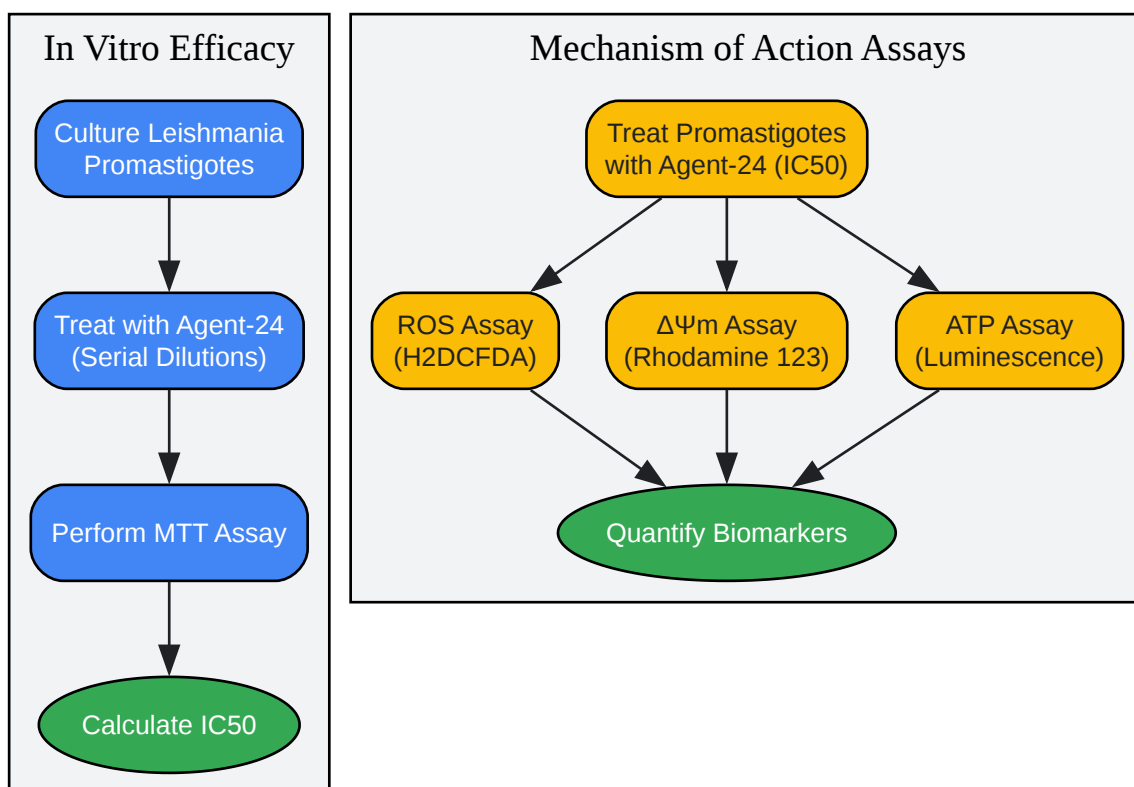 In Vitro Efficacy
Culture Leishmania
Promastigotes
Treat with Agent-24
(Serial Dilutions)
Perform MTT Assay
Calculate IC50
Mechanism of Action Assays
Treat Promastigotes
with Agent-24 (IC50)
ROS Assay
(H2DCFDA)
ΔΨm Assay
(Rhodamine 123)
ATP Assay
(Luminescence)
Quantify Biomarkers